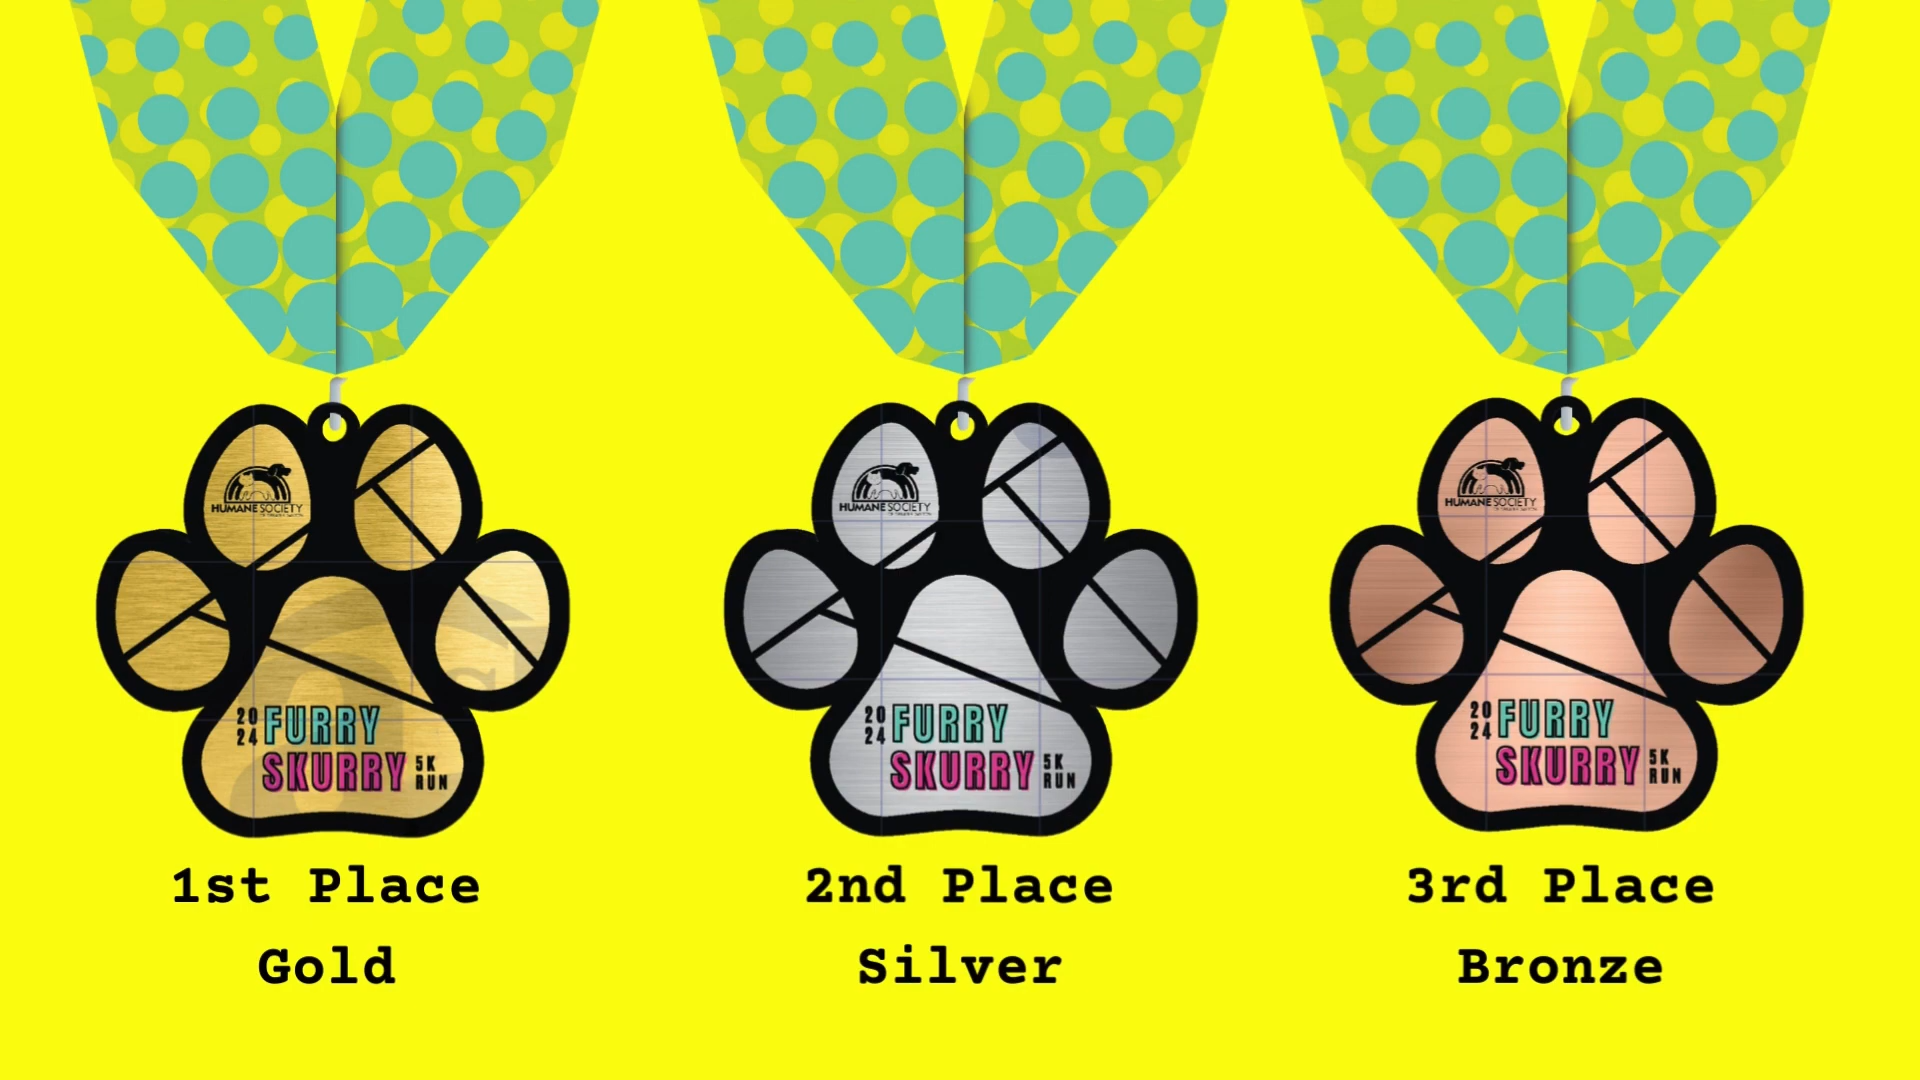 HUMANE SOCIETY
20
24
FURRY
SKURRY
5K
RUN
HUMANE SOCIETY
20
24
FURRY
SKURRY
5K
RUN
HUMANE SOCIETY
20
24
FURRY
SKURRY
5K
RUN
1st Place
Gold
2nd Place
Silver
3rd Place
Bronze